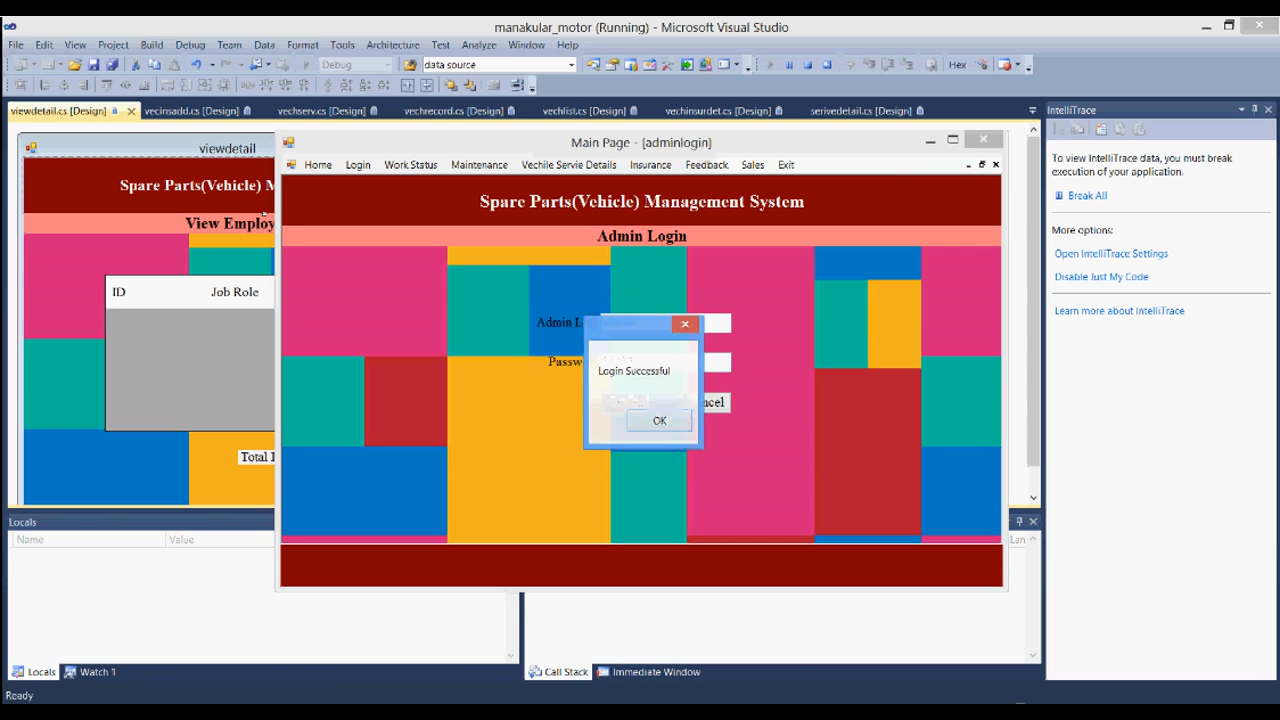 manakular_motor (Running) - Microsoft Visual Studio
File Edit View Project Build Debug Team Data Format Tools Architecture Test Analyze Window Help
Debug data source Hex
viewdetail.cs [Design] vecinsadd.cs [Design] vechserv.cs [Design] vechrecord.cs [Design] vechlist.cs [Design] vechinsurdet.cs [Design] serivedetail.cs [Design]
viewdetail
Spare Parts(Vehicle) M
View Employ
ID Job Role
Total
Main Page - [adminlogin]
Home Login Work Status Maintenance Vechile Servie Details Insurance Feedback Sales Exit
Spare Parts(Vehicle) Management System
Admin Login
Admin L
Passw
ncel
Login Successful
OK
IntelliTrace
To view IntelliTrace data, you must break
execution of your application.
Break All
More options:
Open IntelliTrace Settings
Disable Just My Code
Learn more about IntelliTrace
Locals
Name Value
Lan
Locals Watch 1
Call Stack Immediate Window
Ready